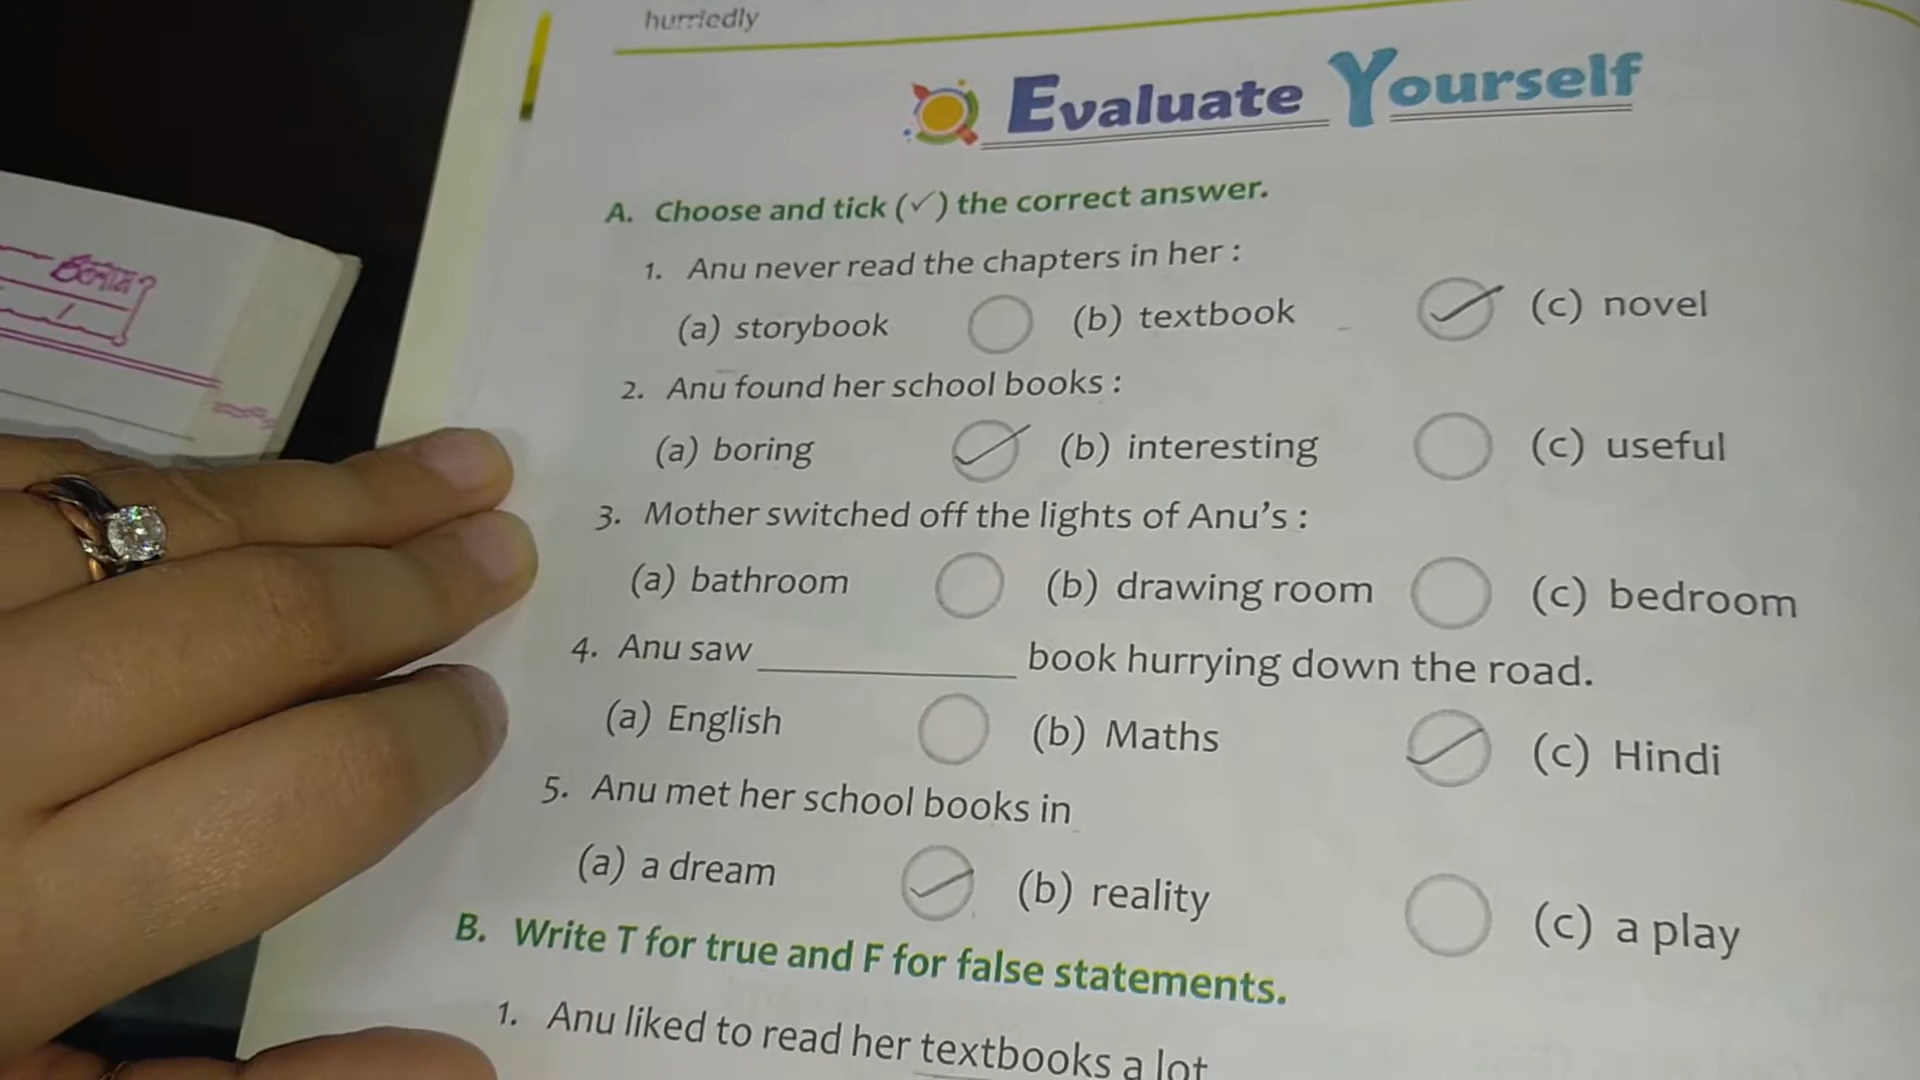 hurriedly
Evaluate Yourself
A. Choose and tick (✓) the correct answer.
1. Anu never read the chapters in her :
(a) storybook (b) textbook (c) novel
2. Anu found her school books :
(a) boring (b) interesting (c) useful
3. Mother switched off the lights of Anu's :
(a) bathroom (b) drawing room (c) bedroom
4. Anu saw ____________ book hurrying down the road.
(a) English (b) Maths (c) Hindi
5. Anu met her school books in
(a) a dream (b) reality (c) a play
B. Write T for true and F for false statements.
1. Anu liked to read her textbooks a lot